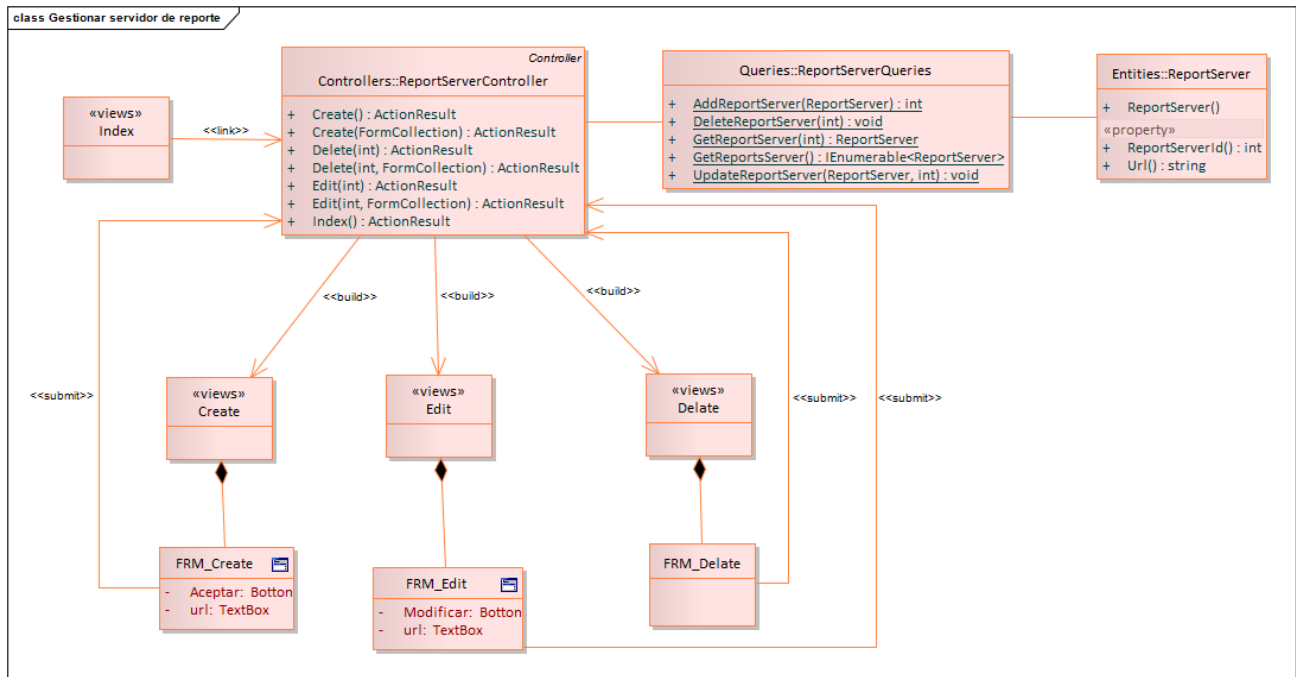 class Gestionar servidor de reporte
Controller
Controllers::ReportServerController
+ Create() : ActionResult
+ Create(FormCollection) : ActionResult
+ Delete(int) : ActionResult
+ Delete(int, FormCollection) : ActionResult
+ Edit(int) : ActionResult
+ Edit(int, FormCollection) : ActionResult
+ Index() : ActionResult
Queries::ReportServerQueries
+ AddReportServer(ReportServer) : int
+ DeleteReportServer(int) : void
+ GetReportServer(int) : ReportServer
+ GetReportsServer() : IEnumerable<ReportServer>
+ UpdateReportServer(ReportServer, int) : void
Entities::ReportServer
+ ReportServer()
«property»
+ ReportServerId() : int
+ Url() : string
«views»
Index
<<link>>
<<build>>
<<build>>
<<build>>
<<submit>>
<<submit>>
<<submit>>
«views»
Create
«views»
Edit
«views»
Delate
FRM_Create
- Aceptar: Botton
- url: TextBox
FRM_Edit
- Modificar: Botton
- url: TextBox
FRM_Delate